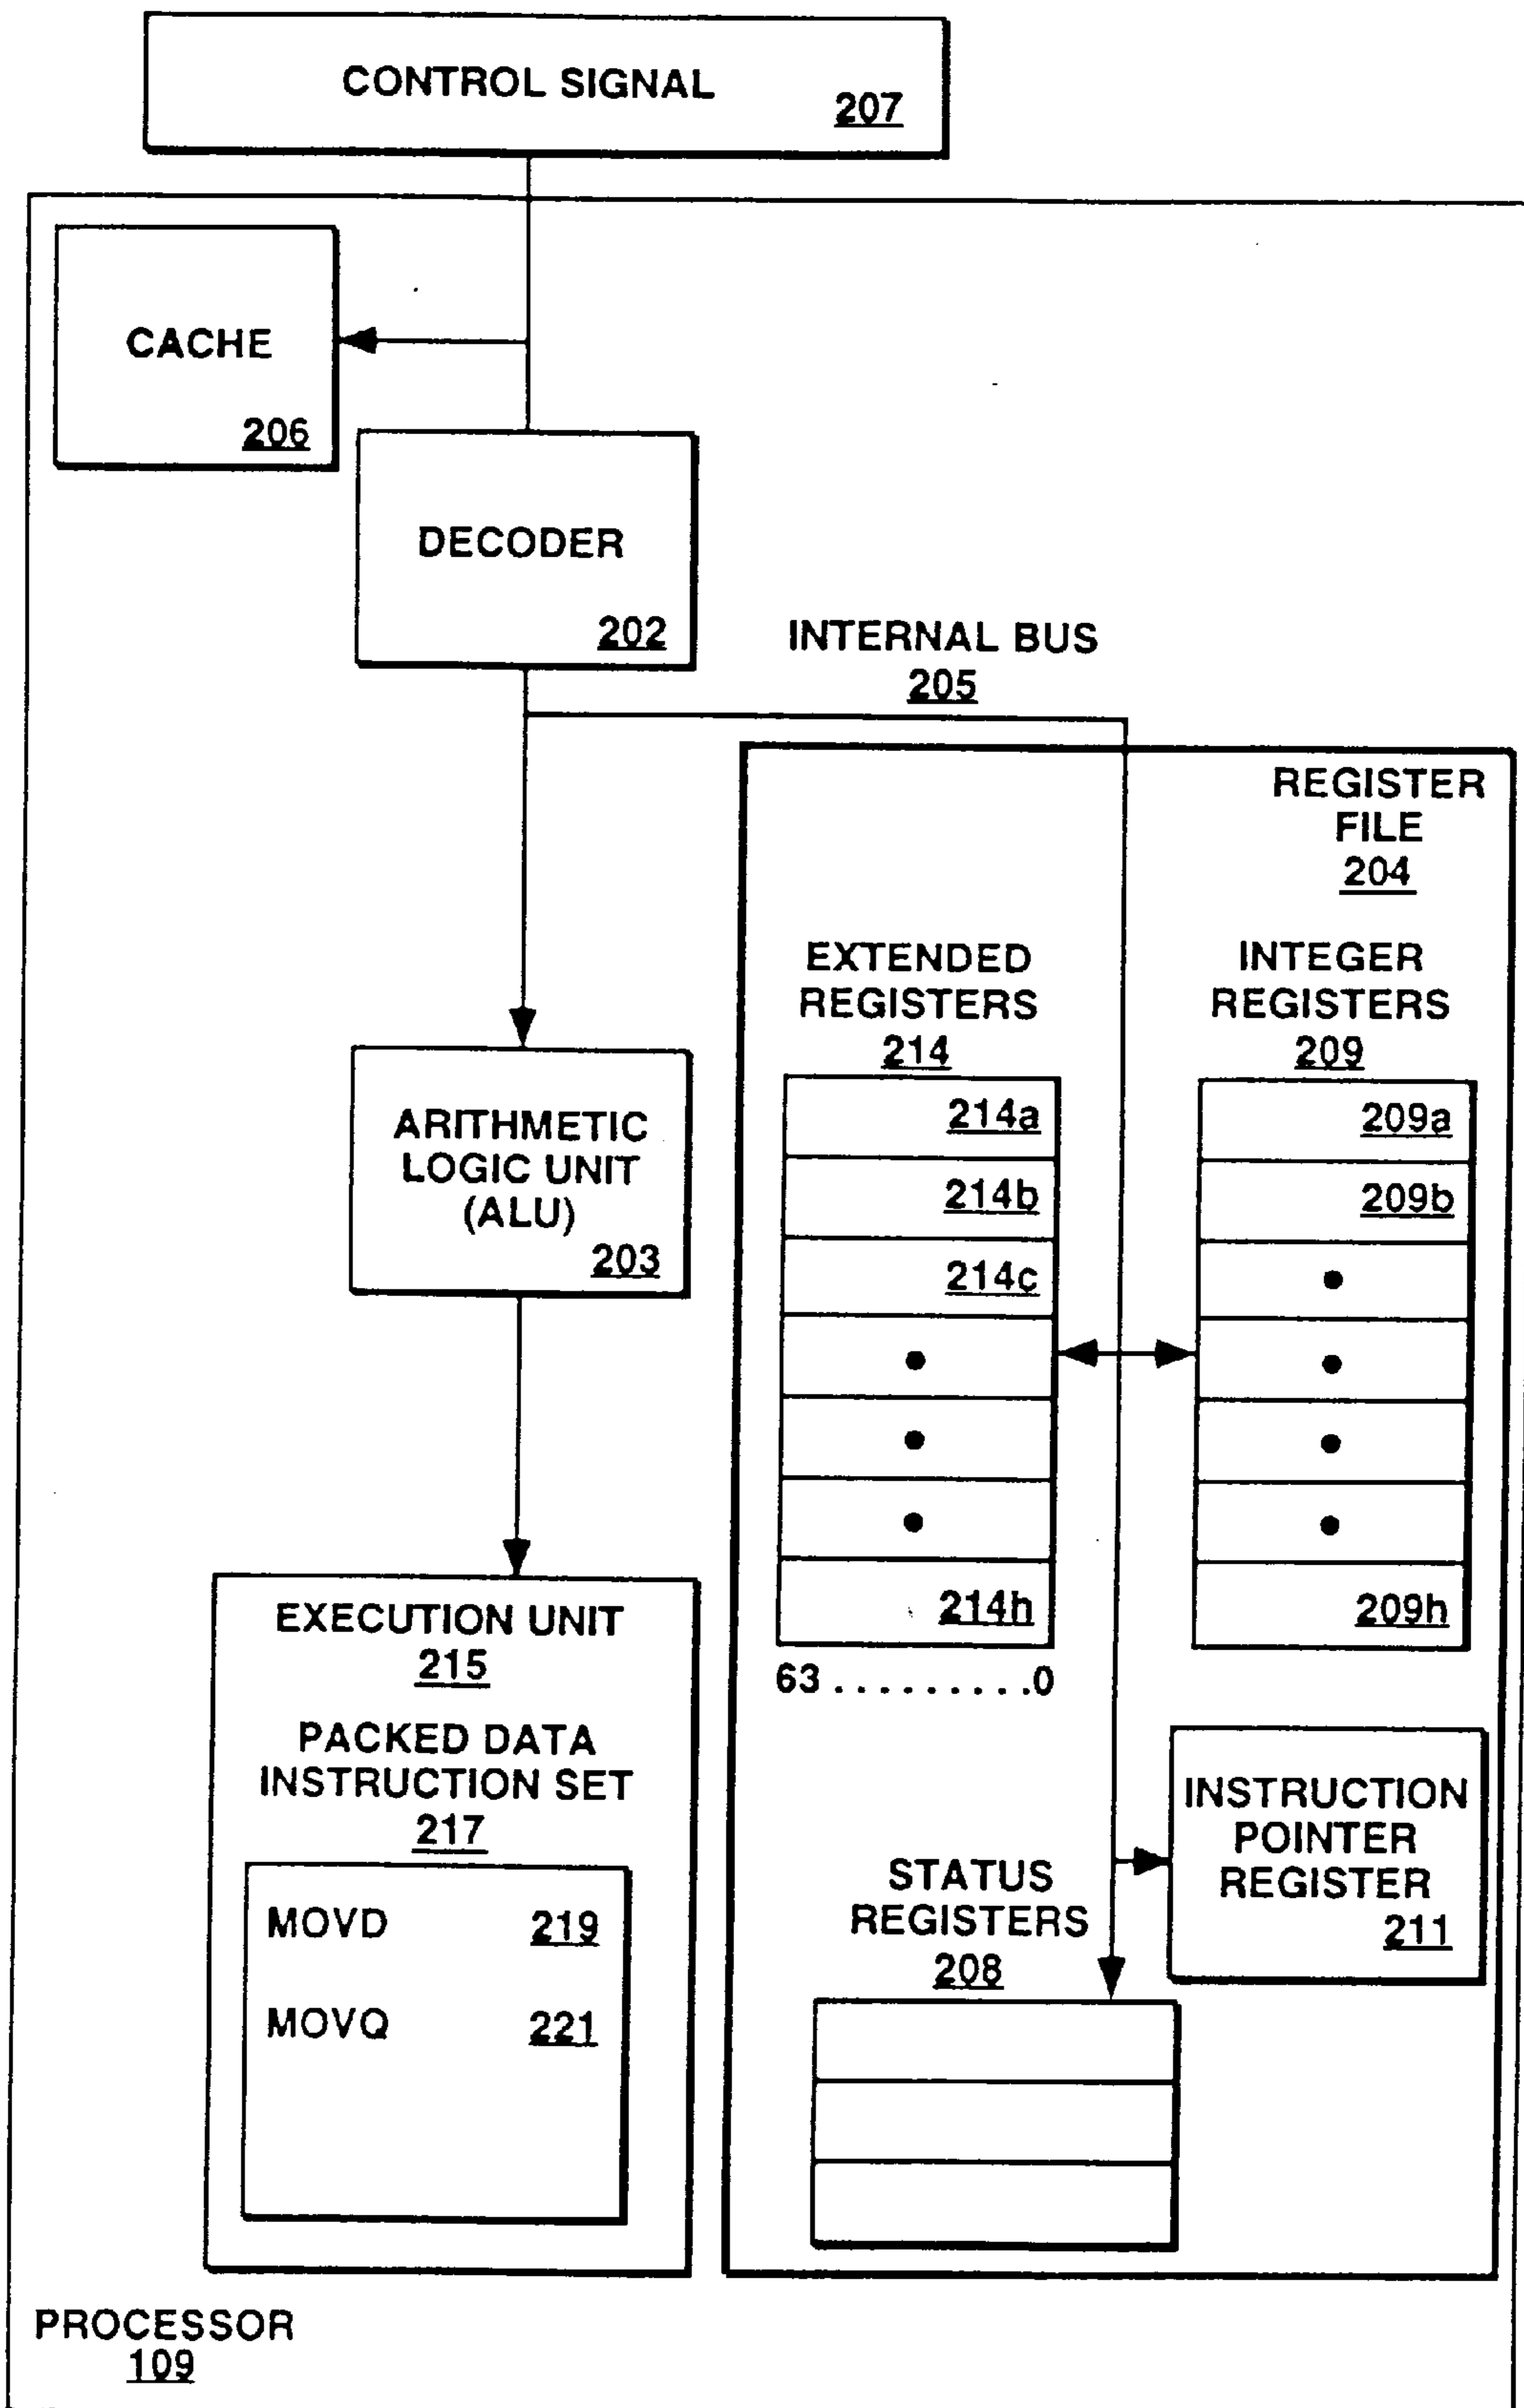 CONTROL SIGNAL
207
CACHE
206
DECODER
202
INTERNAL BUS
205
REGISTER
FILE
204
EXTENDED
REGISTERS
214
INTEGER
REGISTERS
209
214a
214b
214c
214h
63.........0
209a
209b
209h
ARITHMETIC
LOGIC UNIT
(ALU)
203
EXECUTION UNIT
215
PACKED DATA
INSTRUCTION SET
217
MOVD 219
MOVQ 221
INSTRUCTION
POINTER
REGISTER
211
STATUS
REGISTERS
208
PROCESSOR
109